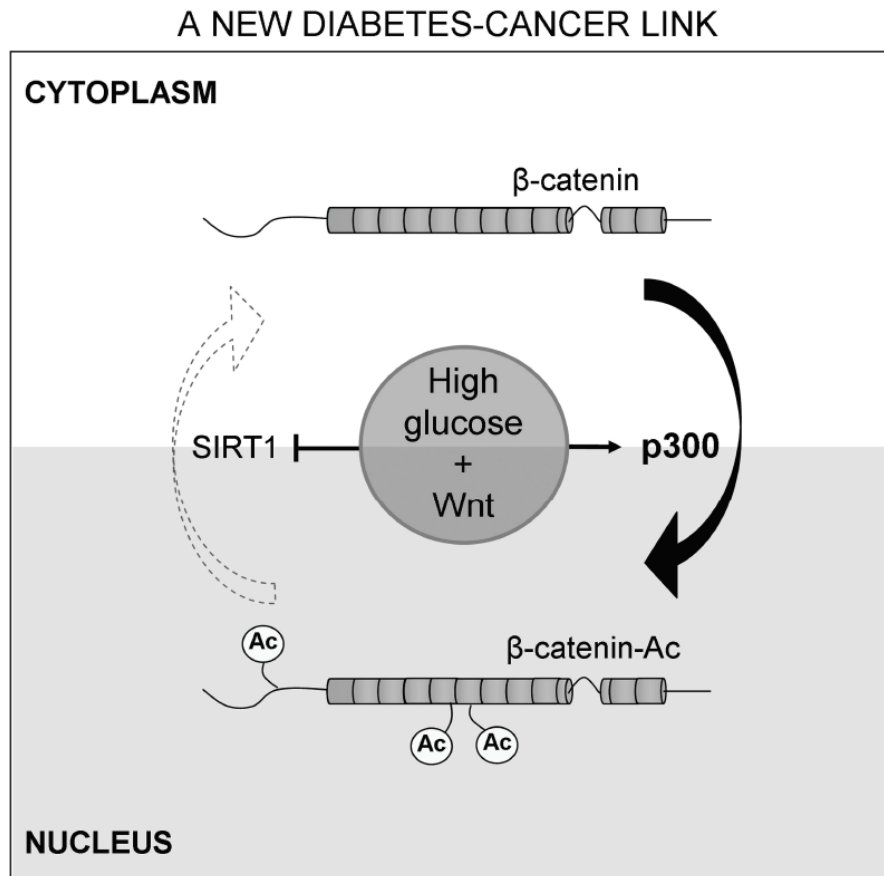 A NEW DIABETES-CANCER LINK
CYTOPLASM
β-catenin
High
glucose
+
Wnt
SIRT1
p300
Ac
β-catenin-Ac
Ac
Ac
NUCLEUS